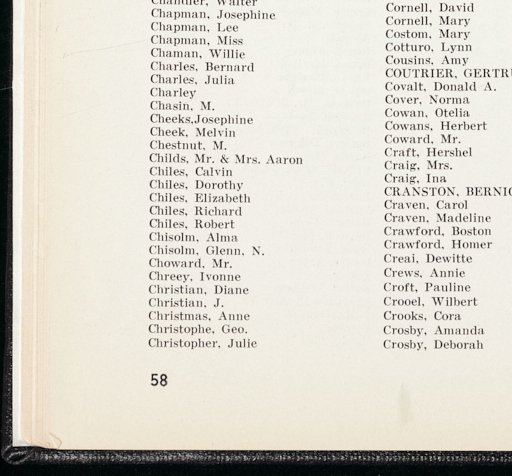 Chandler, Walter
Chapman, Josephine
Chapman, Lee
Chapman, Miss
Chaman, Willie
Charles, Bernard
Charles, Julia
Charley
Chasin, M.
Cheeks,Josephine
Cheek, Melvin
Chestnut, M.
Childs, Mr. & Mrs. Aaron
Chiles, Calvin
Chiles, Dorothy
Chiles, Elizabeth
Chiles, Richard
Chiles, Robert
Chisolm, Alma
Chisolm, Glenn, N.
Choward, Mr.
Chreey, Ivonne
Christian, Diane
Christian, J.
Christmas, Anne
Christophe, Geo.
Christopher, Julie
Cornell, David
Cornell, Mary
Costom, Mary
Cotturo, Lynn
Cousins, Amy
COUTRIER,
Covalt, Donald A.
Cover, Norma
Cowan, Otelia
Cowans, Herbert
Coward, Mr.
Craft, Hershel
Craig, Mrs.
Craig, Ina
CRANSTON,
Craven, Carol
Craven, Madeline
Crawford, Boston
Crawford, Homer
Creai, Dewitte
Crews, Annie
Croft, Pauline
Crooel, Wilbert
Crooks, Cora
Crosby, Amanda
Crosby, Deborah
58